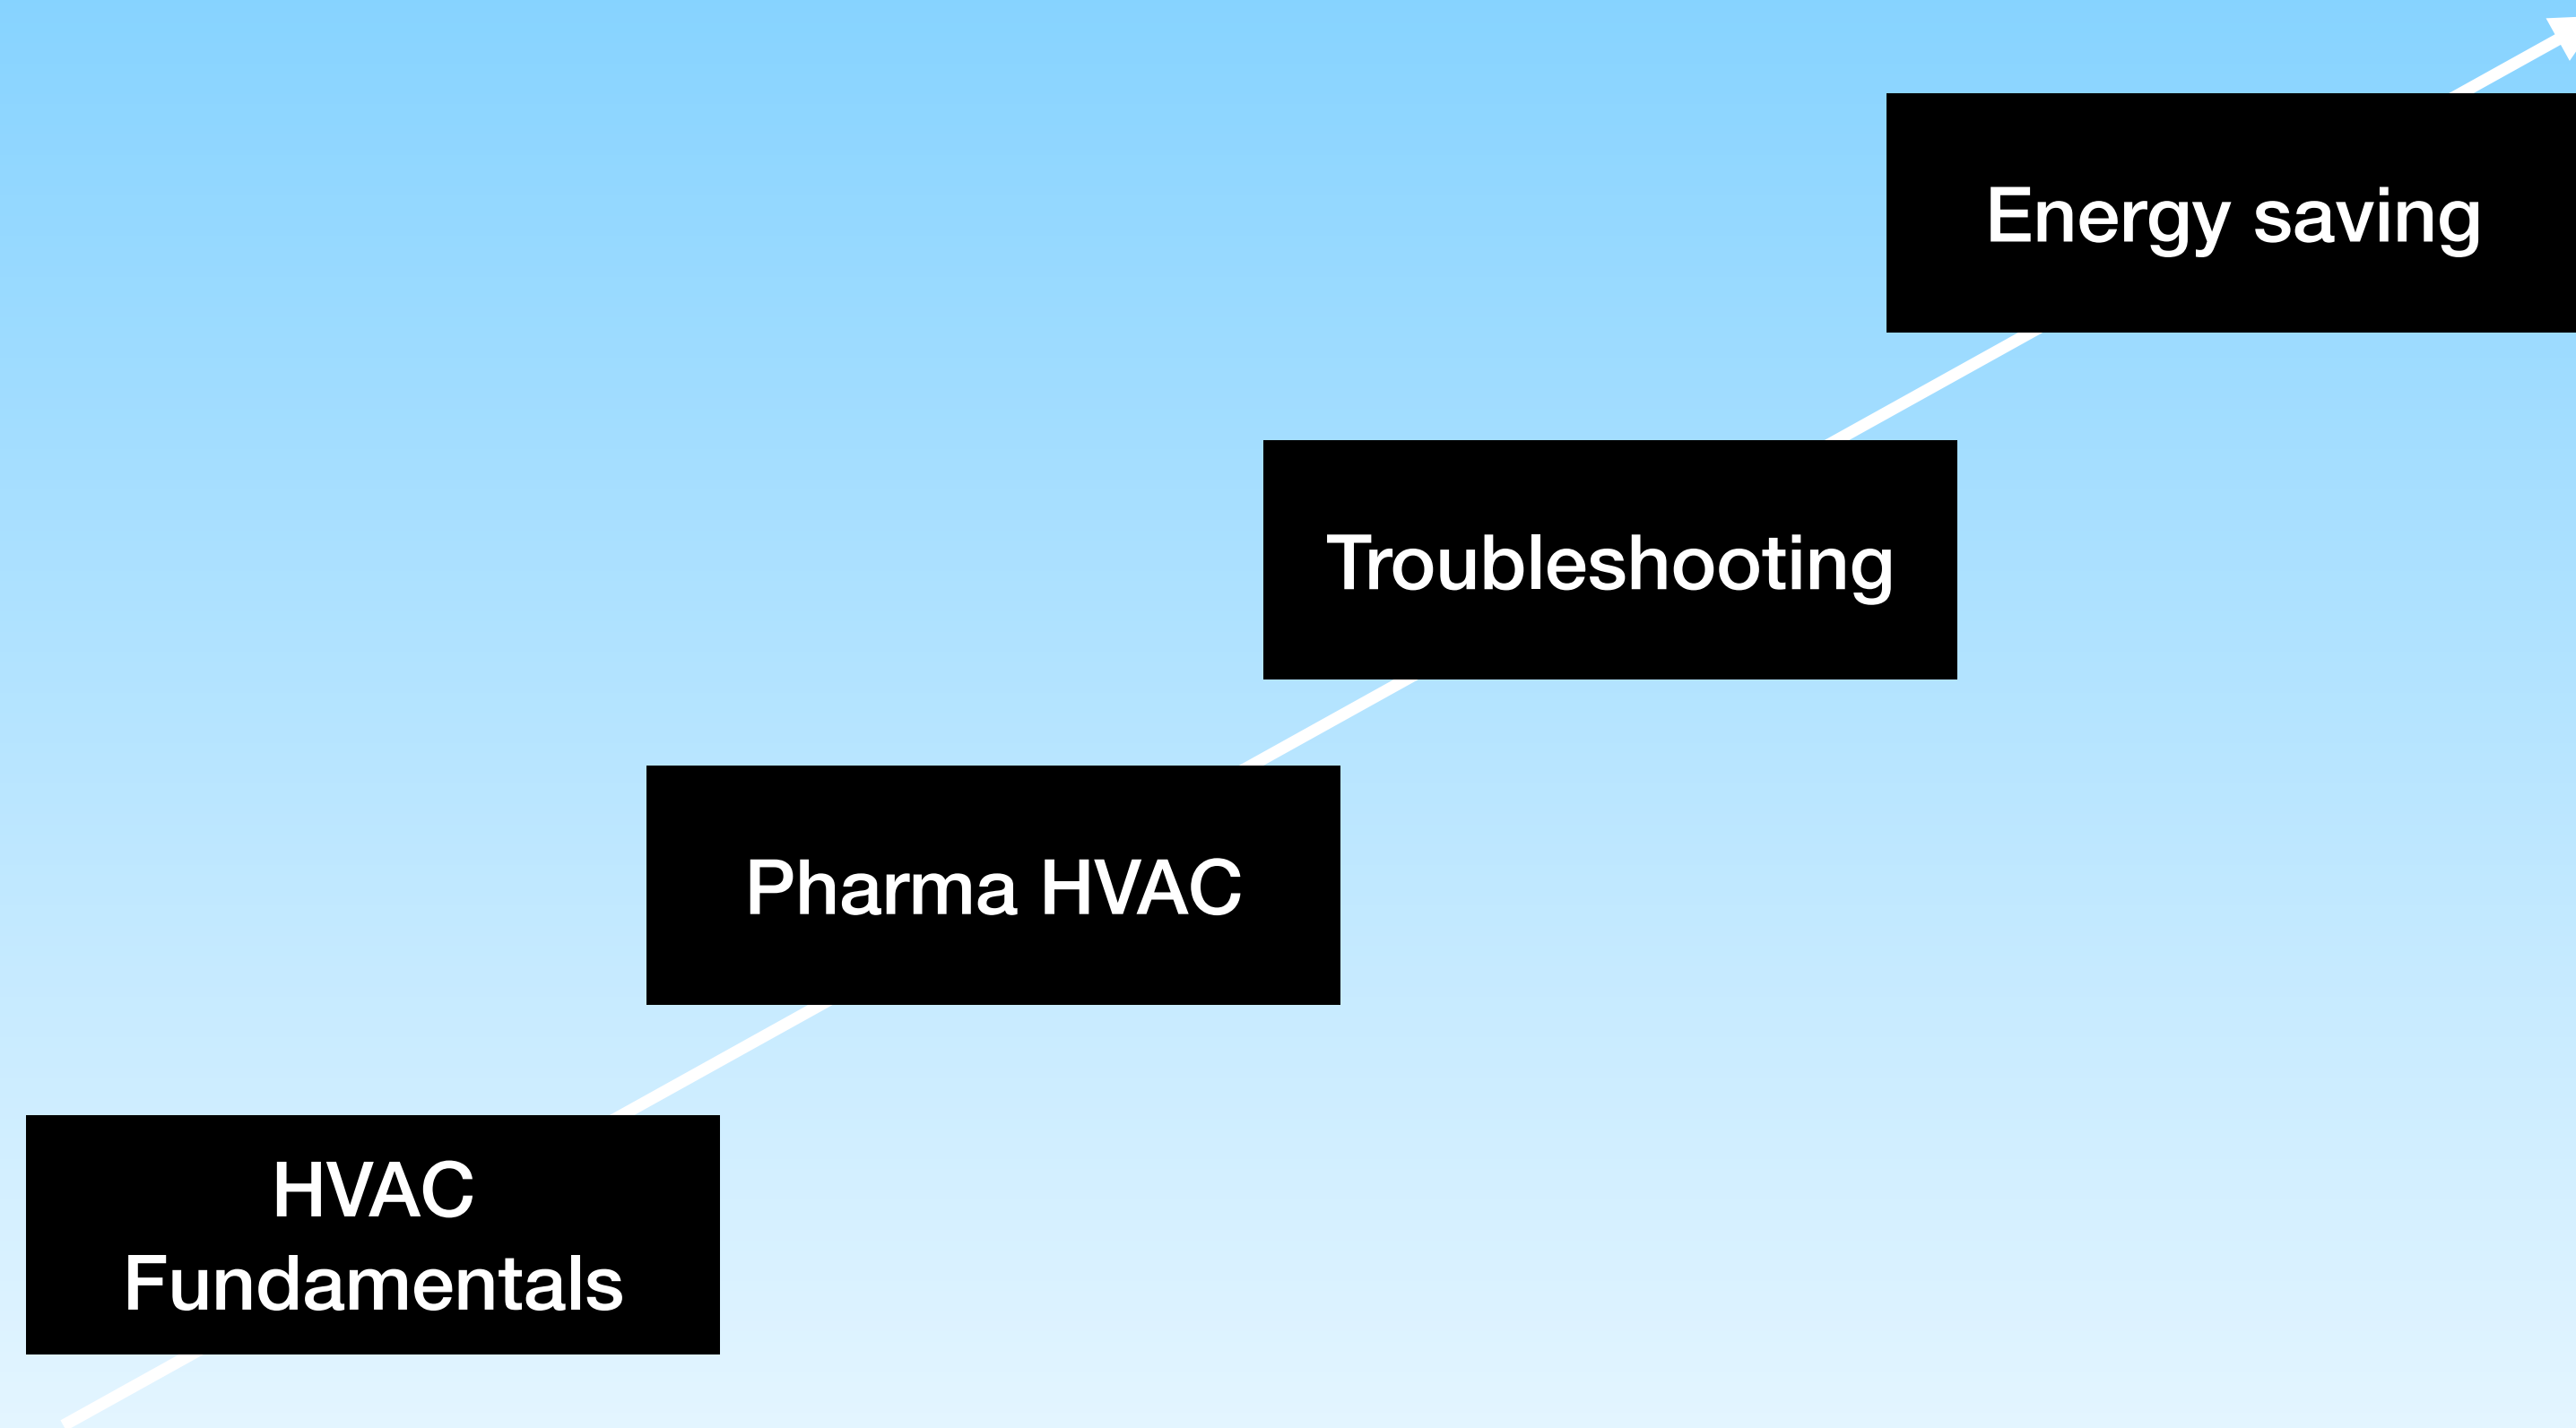 Energy saving
Troubleshooting
Pharma HVAC
HVAC
Fundamentals